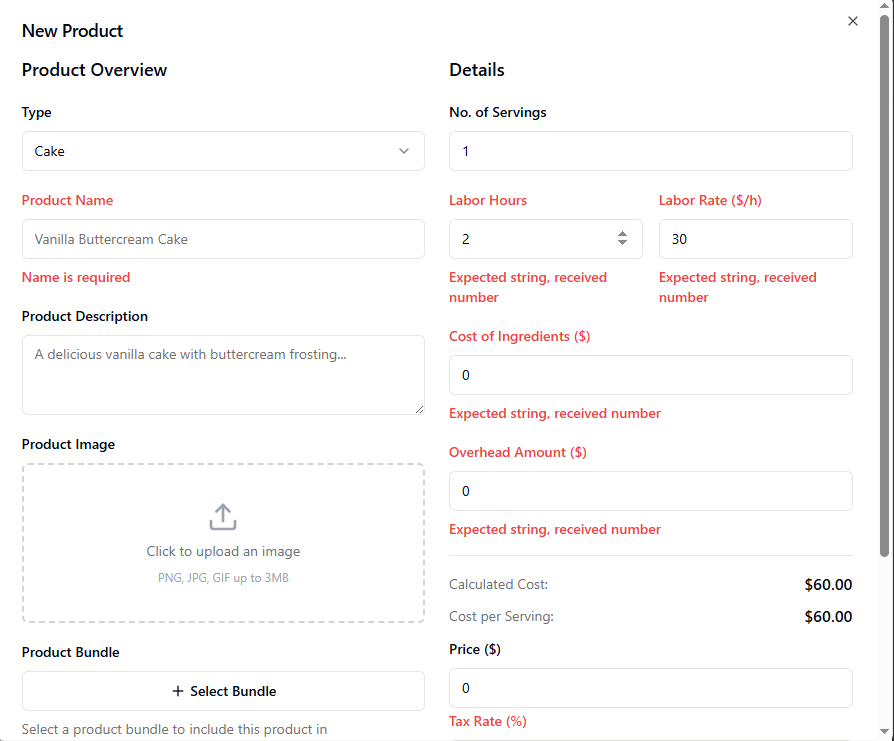 New Product
Product Overview
Type
Cake
Product Name
Vanilla Buttercream Cake
Name is required
Product Description
A delicious vanilla cake with buttercream frosting...
Product Image
Click to upload an image
PNG, JPG, GIF up to 3MB
Product Bundle
+ Select Bundle
Select a product bundle to include this product in
Details
No. of Servings
1
Labor Hours
2
Expected string, received
number
Labor Rate ($/h)
30
Expected string, received
number
Cost of Ingredients ($)
0
Expected string, received number
Overhead Amount ($)
0
Expected string, received number
Calculated Cost: $60.00
Cost per Serving: $60.00
Price ($)
0
Tax Rate (%)